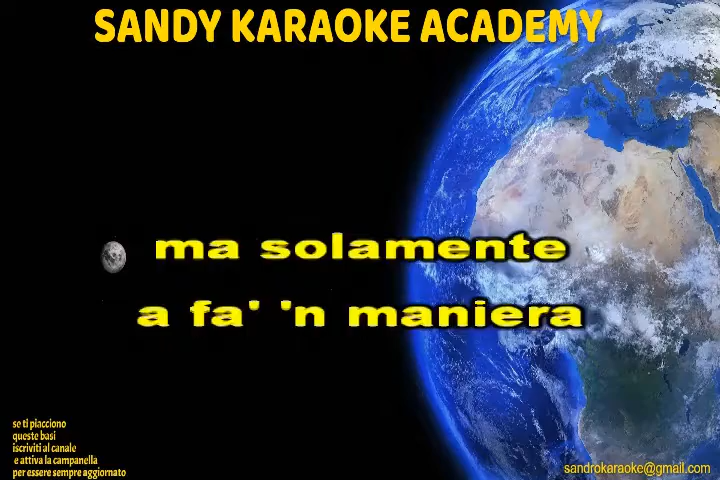 SANDY KARAOKE ACADEMY
ma solamente
a fa' 'n maniera
se ti piacciono
queste basi
iscriviti al canale
e attiva la campanella
per essere sempre aggiornato
sandrokaraoke@gmail.com